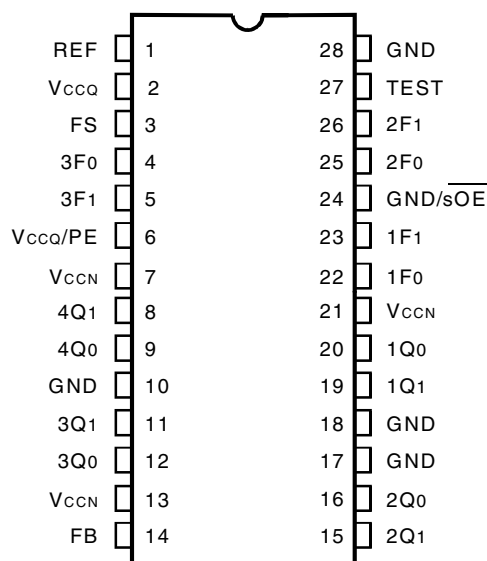 REF 1 28 GND
VCCQ 2 27 TEST
FS 3 26 2F1
3F0 4 25 2F0
3F1 5 24 GND/sOE
VCCQ/PE 6 23 1F1
VCCN 7 22 1F0
4Q1 8 21 VCCN
4Q0 9 20 1Q0
GND 10 19 1Q1
3Q1 11 18 GND
3Q0 12 17 GND
VCCN 13 16 2Q0
FB 14 15 2Q1